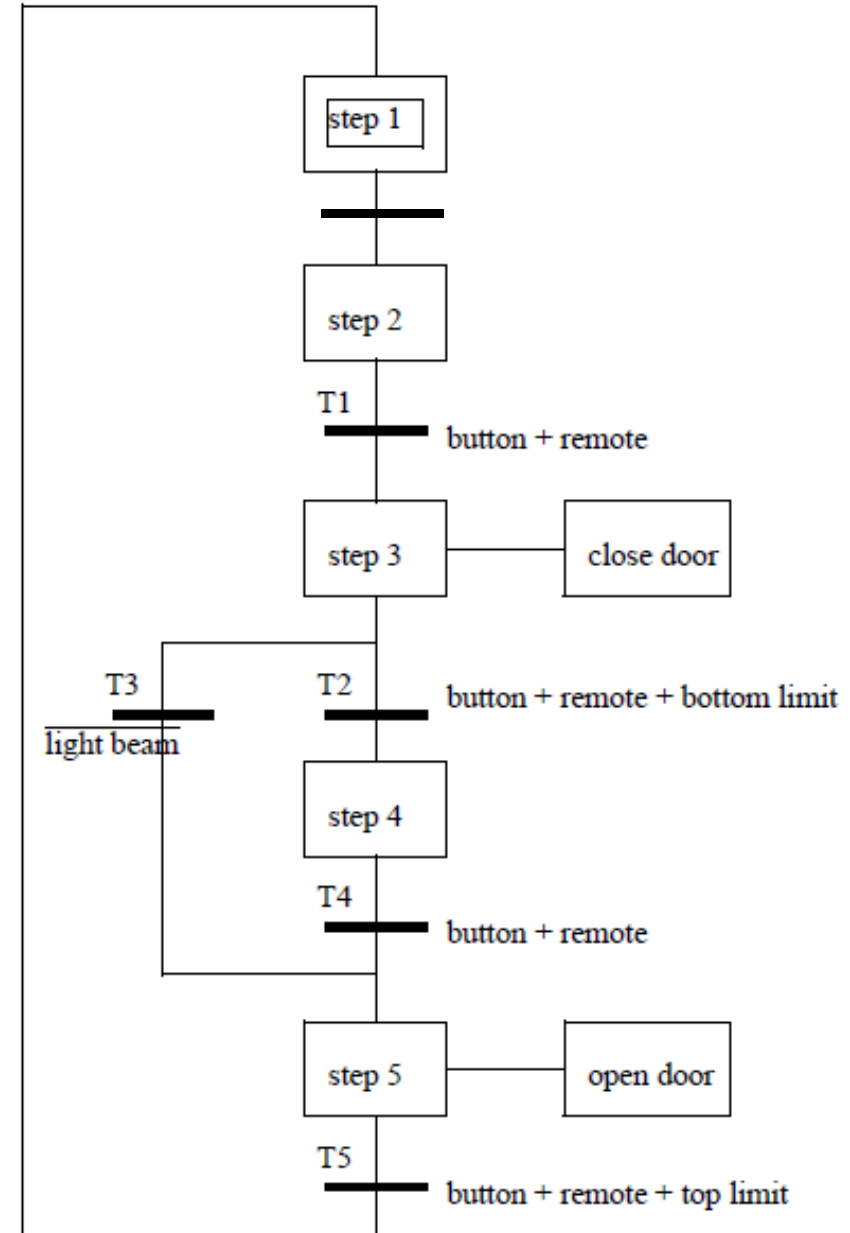 step 1
step 2
T1
button + remote
step 3
close door
T3
T2
button + remote + bottom limit
light beam
step 4
T4
button + remote
step 5
open door
T5
button + remote + top limit